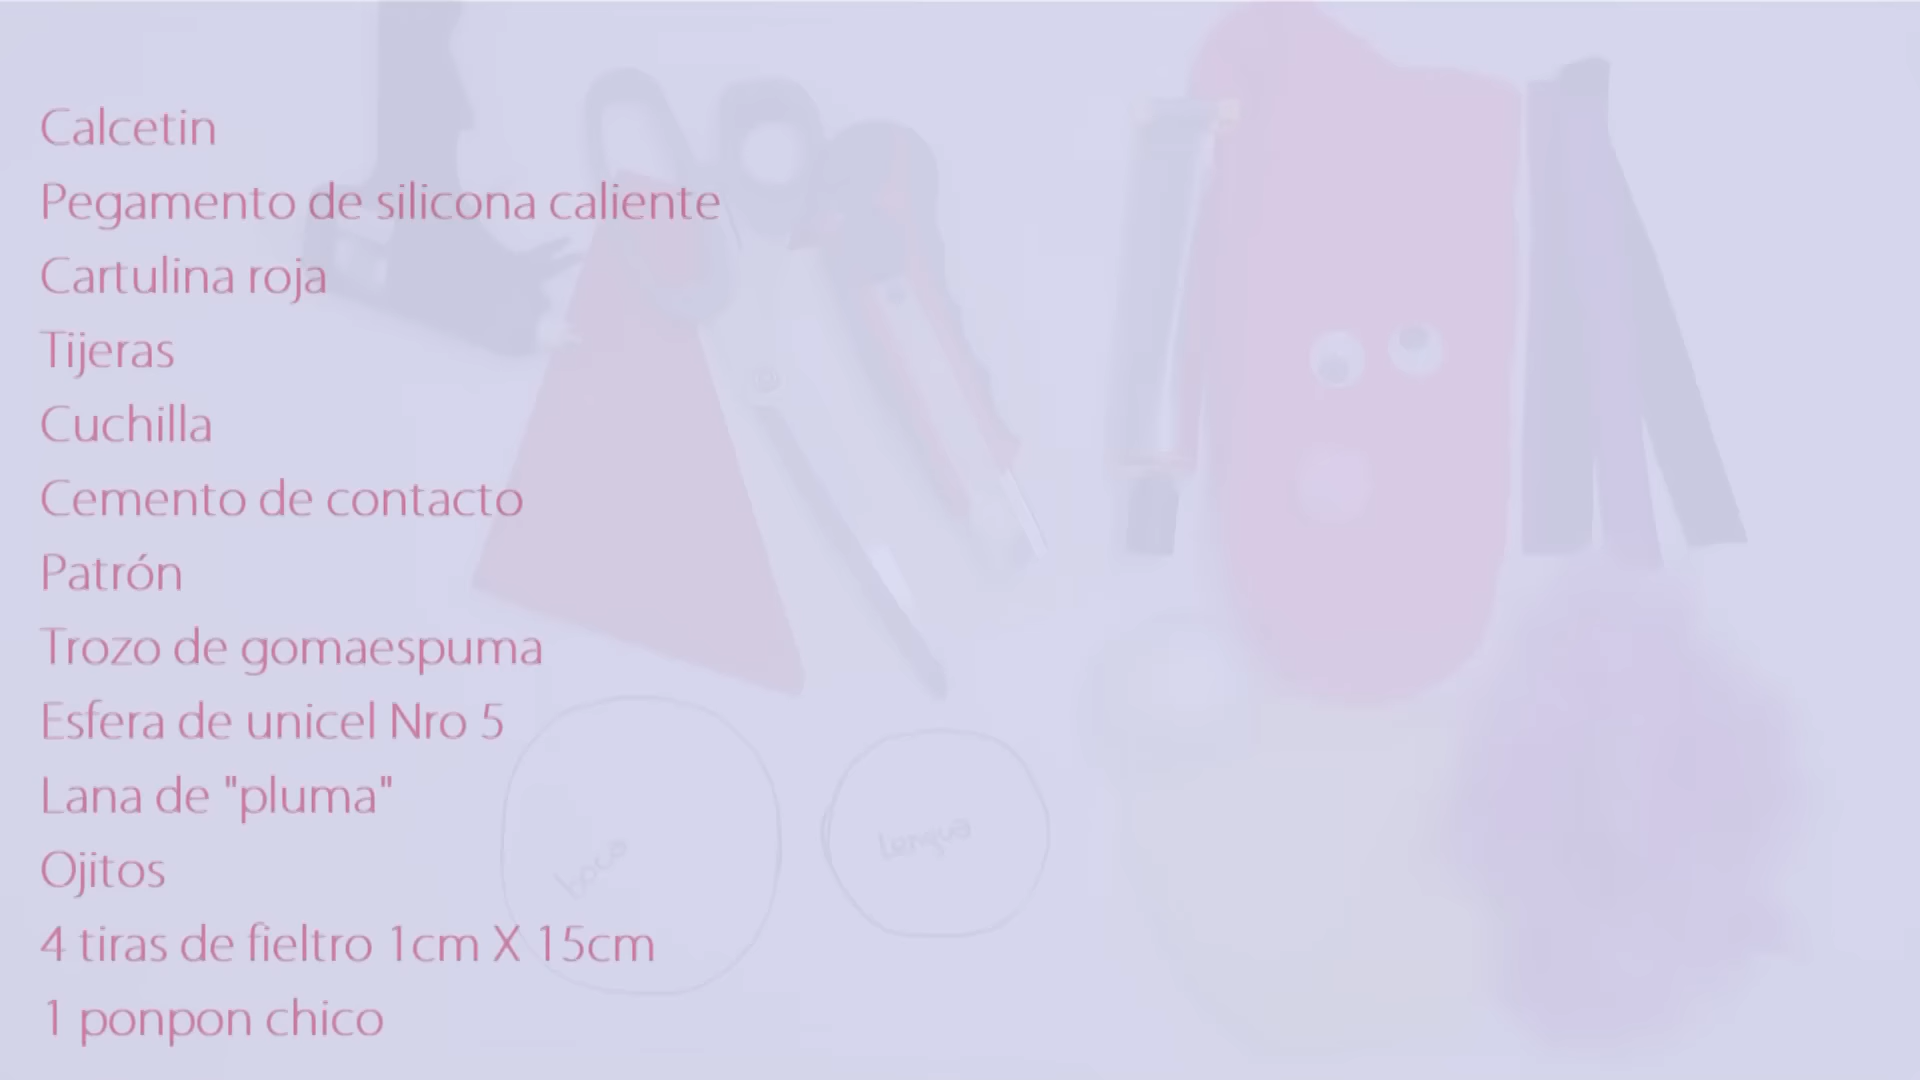 Calcetin
Pegamento de silicona caliente
Cartulina roja
Tijeras
Cuchilla
Cemento de contacto
Patrón
Trozo de gomaespuma
Esfera de unicel Nro 5
Lana de "pluma"
Ojitos
4 tiras de fieltro 1cm X 15cm
1 ponpon chico
boca
lengua